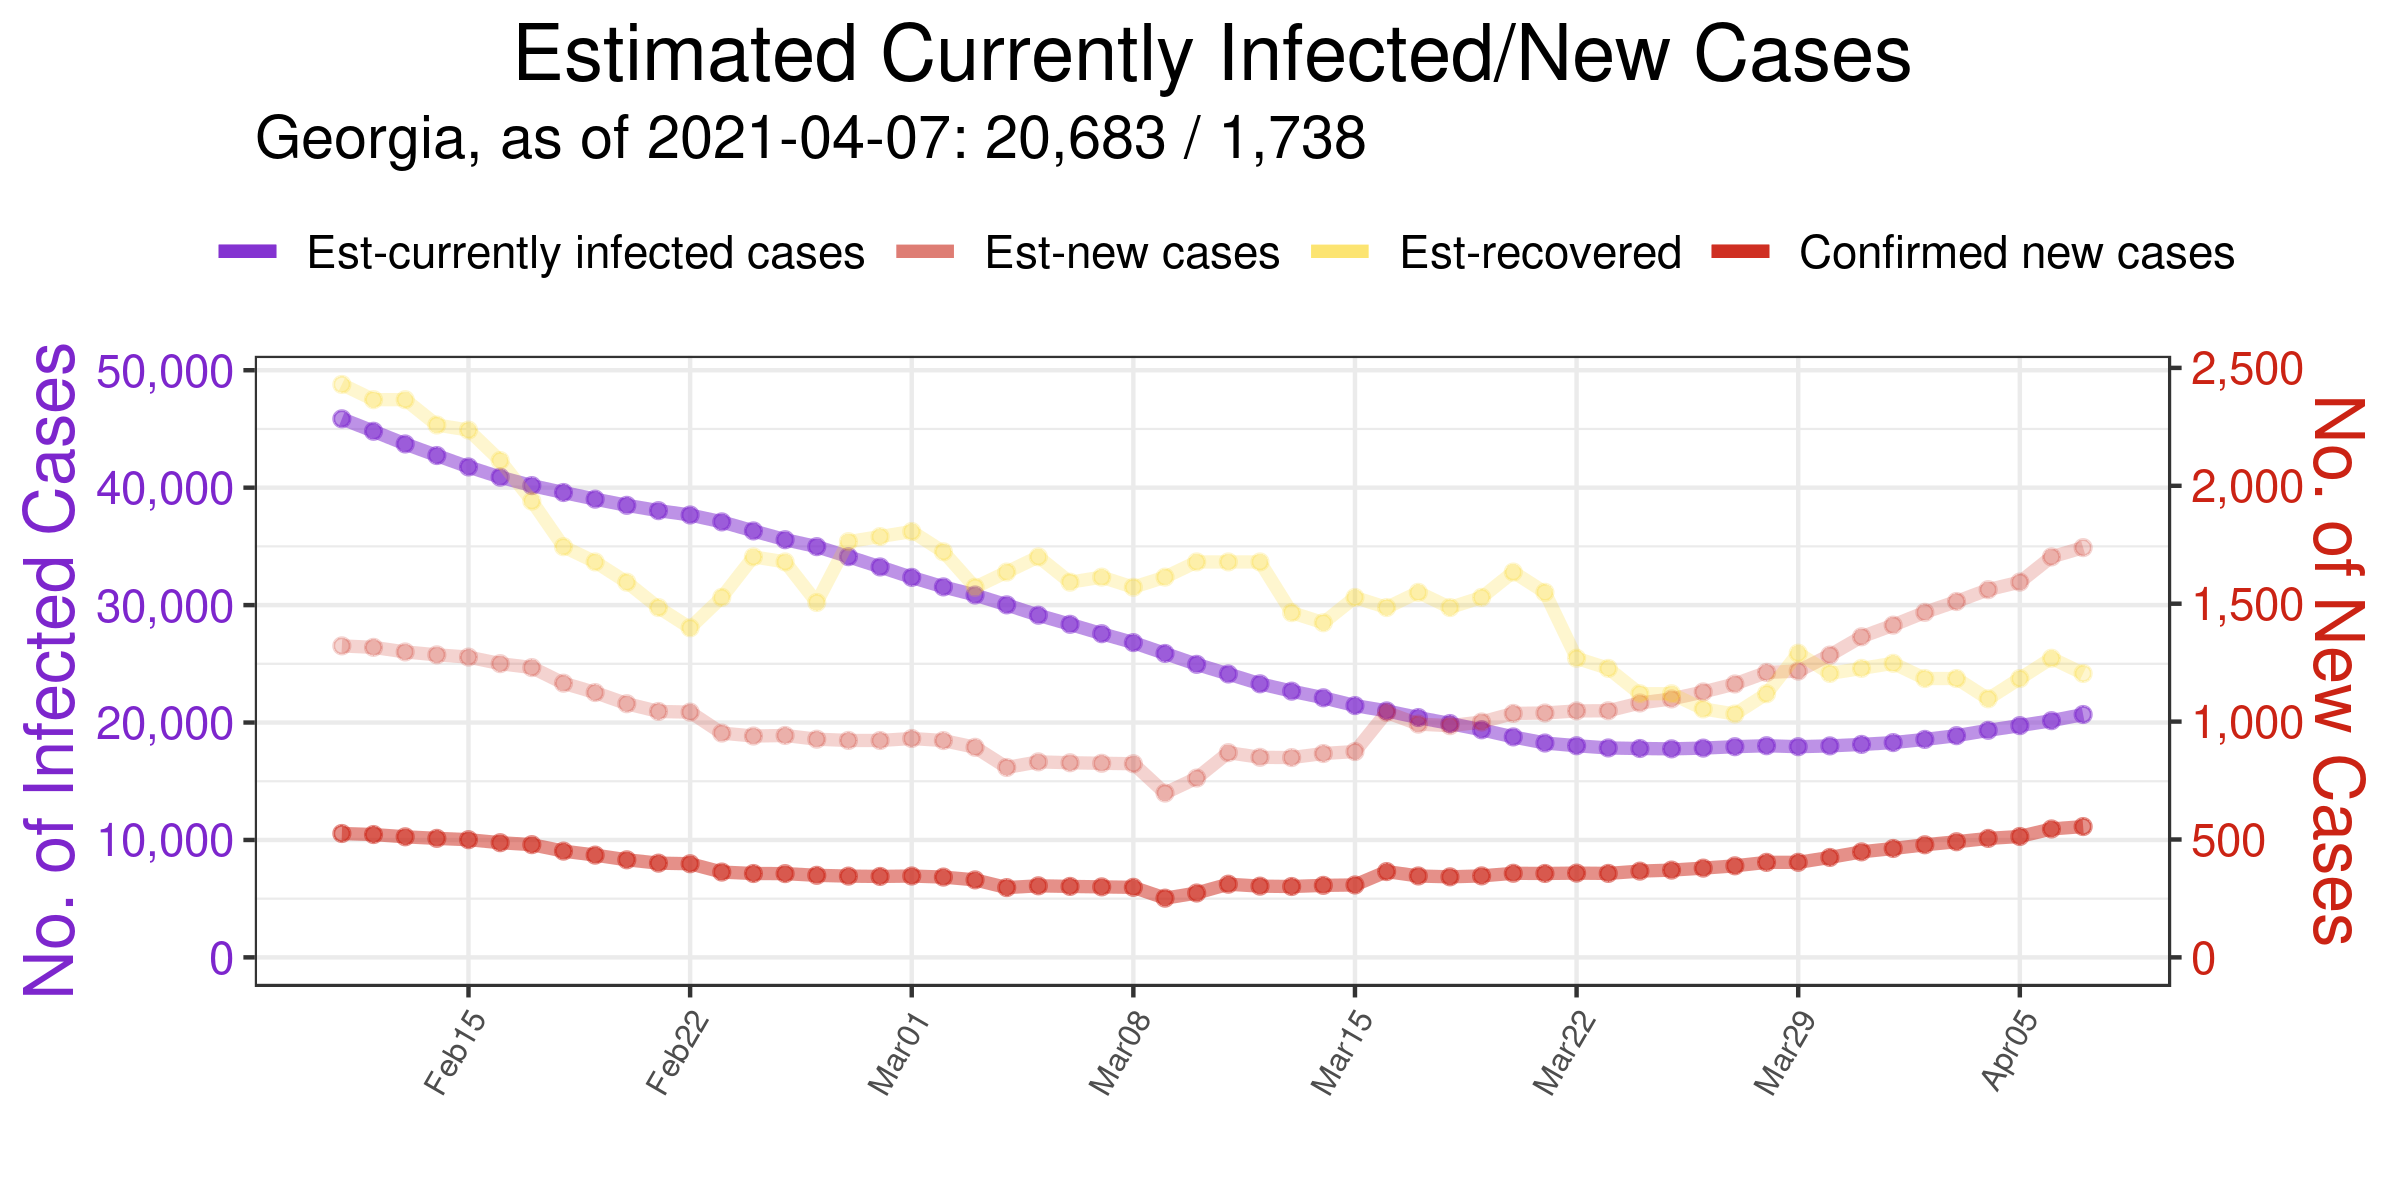 Estimated Currently Infected/New Cases
Georgia, as of 2021-04-07: 20,683 / 1,738
Est-currently infected cases Est-new cases Est-recovered Confirmed new cases
No. of Infected Cases
50,000
40,000
30,000
20,000
10,000
0
2,500
2,000
1,500
1,000
500
0
No. of New Cases
Feb15 Feb22 Mar01 Mar08 Mar15 Mar22 Mar29 Apr05